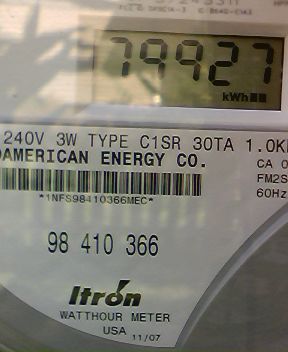 79927
kWh
240V 3W TYPE C1SR 30TA 1.0K
AMERICAN ENERGY CO.
CA 0
FM2S
60Hz
*1NFS98410366MEC*
98 410 366
Itron
WATTHOUR METER
USA 11/07